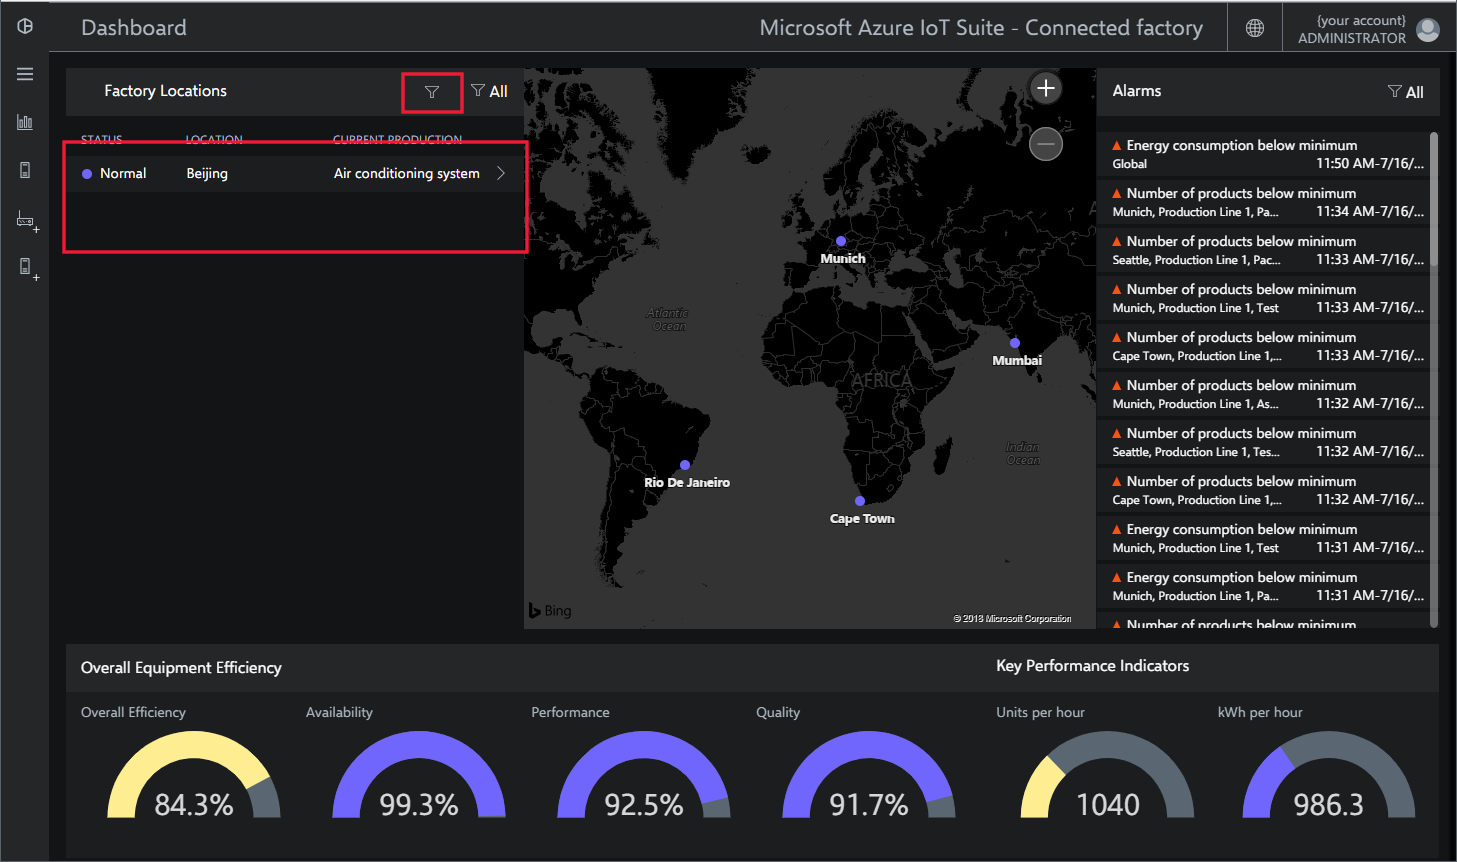 Dashboard
Microsoft Azure IoT Suite - Connected factory
{your account}
ADMINISTRATOR
Factory Locations
All
STATUS LOCATION CURRENT PRODUCTION
Normal Beijing Air conditioning system
Munich
Mumbai
Rio De Janeiro
Cape Town
Atlantic
Ocean
AFRICA
Indian
Ocean
Bing
© 2018 Microsoft Corporation
Alarms
All
Energy consumption below minimum
Global 11:50 AM-7/16/...
Number of products below minimum
Munich, Production Line 1, Pa... 11:34 AM-7/16/...
Number of products below minimum
Seattle, Production Line 1, Pac... 11:33 AM-7/16/...
Number of products below minimum
Munich, Production Line 1, Test 11:33 AM-7/16/...
Number of products below minimum
Cape Town, Production Line 1,... 11:33 AM-7/16/...
Number of products below minimum
Munich, Production Line 1, As... 11:32 AM-7/16/...
Number of products below minimum
Seattle, Production Line 1, Tes... 11:32 AM-7/16/...
Number of products below minimum
Cape Town, Production Line 1,... 11:32 AM-7/16/...
Energy consumption below minimum
Munich, Production Line 1, Test 11:31 AM-7/16/...
Energy consumption below minimum
Munich, Production Line 1, Pa... 11:31 AM-7/16/...
Number of products below minimum
Overall Equipment Efficiency
Key Performance Indicators
Overall Efficiency Availability Performance Quality Units per hour kWh per hour
84.3% 99.3% 92.5% 91.7% 1040 986.3